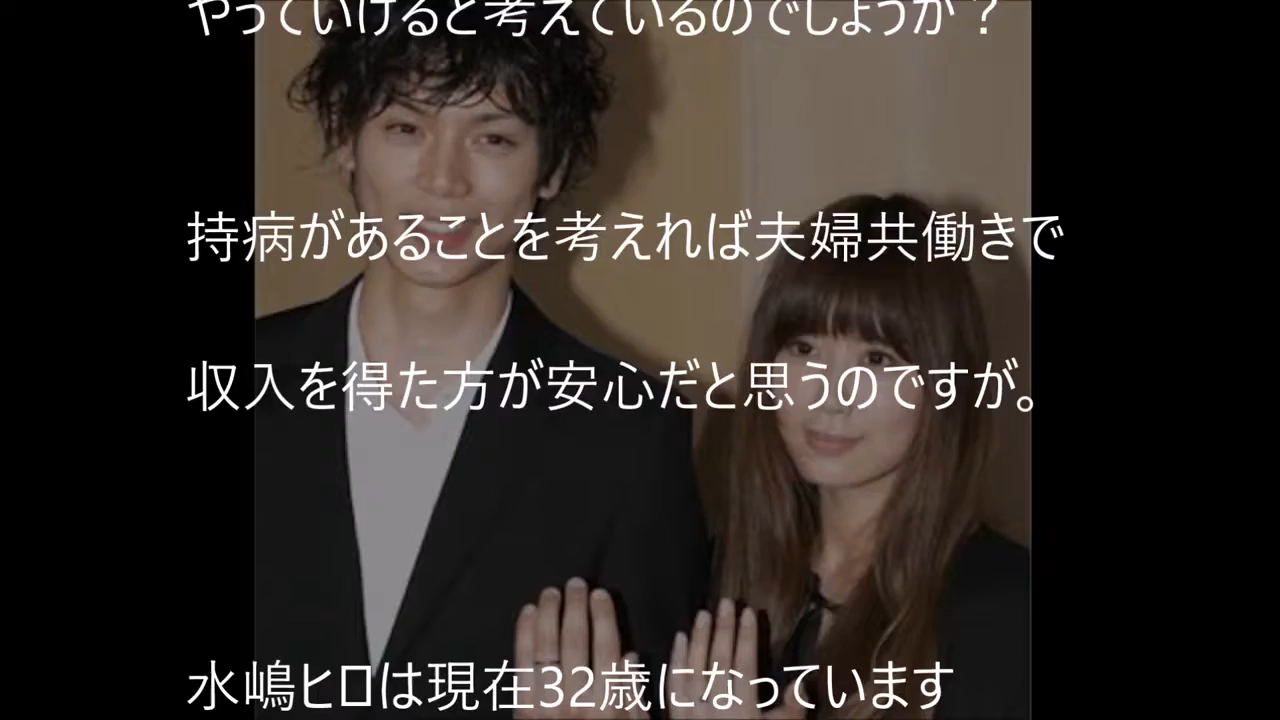 やっていけると考えているのでしょうか？
持病があることを考えれば夫婦共働きで
収入を得た方が安心だと思うのですが。
水嶋ヒロは現在32歳になっています